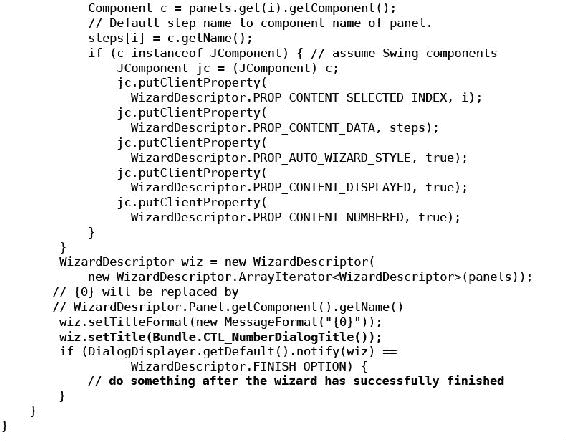 Component c = panels.get(i).getComponent();
// Default step name to component name of panel.
steps[i] = c.getName();
if (c instanceof JComponent) { // assume Swing components
JComponent jc = (JComponent) c;
jc.putClientProperty(
WizardDescriptor.PROP_CONTENT_SELECTED_INDEX, i);
jc.putClientProperty(
WizardDescriptor.PROP_CONTENT_DATA, steps);
jc.putClientProperty(
WizardDescriptor.PROP_AUTO_WIZARD_STYLE, true);
jc.putClientProperty(
WizardDescriptor.PROP_CONTENT_DISPLAYED, true);
jc.putClientProperty(
WizardDescriptor.PROP_CONTENT_NUMBERED, true);
}
}
WizardDescriptor wiz = new WizardDescriptor(
new WizardDescriptor.ArrayIterator<WizardDescriptor>(panels));
// {0} will be replaced by
// WizardDesriptor.Panel.getComponent().getName()
wiz.setTitleFormat(new MessageFormat("{0}"));
wiz.setTitle(Bundle.CTL_NumberDialogTitle());
if (DialogDisplayer.getDefault().notify(wiz) ==
WizardDescriptor.FINISH_OPTION) {
// do something after the wizard has successfully finished
}
}
}